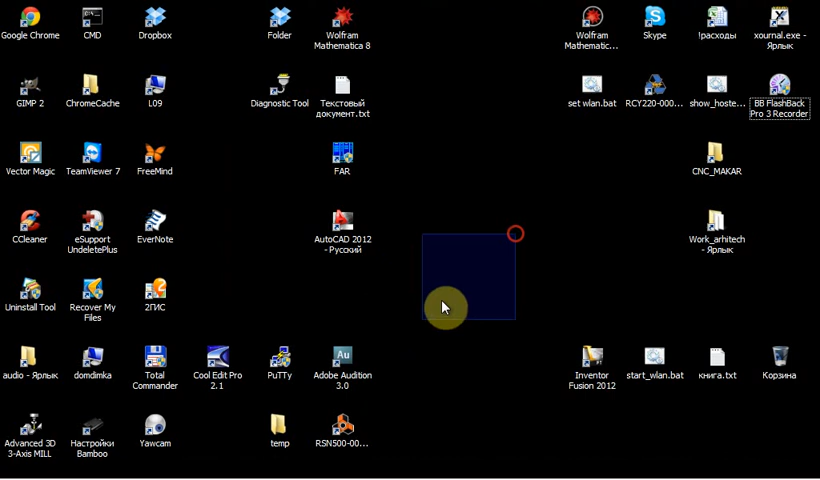 Google Chrome
CMD
Dropbox
Folder
Wolfram
Mathematica 8
Wolfram
Mathematic...
Skype
!расходы
xournal.exe -
Ярлык
GIMP 2
ChromeCache
L09
Diagnostic Tool
Текстовый
документ.txt
set wlan.bat
RCY220-000...
show_hoste...
BB FlashBack
Pro 3 Recorder
Vector Magic
TeamViewer 7
FreeMind
FAR
CNC_MAKAR
CCleaner
eSupport
UndeletePlus
EverNote
AutoCAD 2012
- Русский
Work_arhitech
- Ярлык
Uninstall Tool
Recover My
Files
2ГИС
audio - Ярлык
domdimka
Total
Commander
Cool Edit Pro
2.1
PuTTy
Au
Adobe Audition
3.0
Inventor
Fusion 2012
start_wlan.bat
книга.txt
Корзина
Advanced 3D
3-Axis MILL
Настройки
Bamboo
Yawcam
temp
RSN500-00...